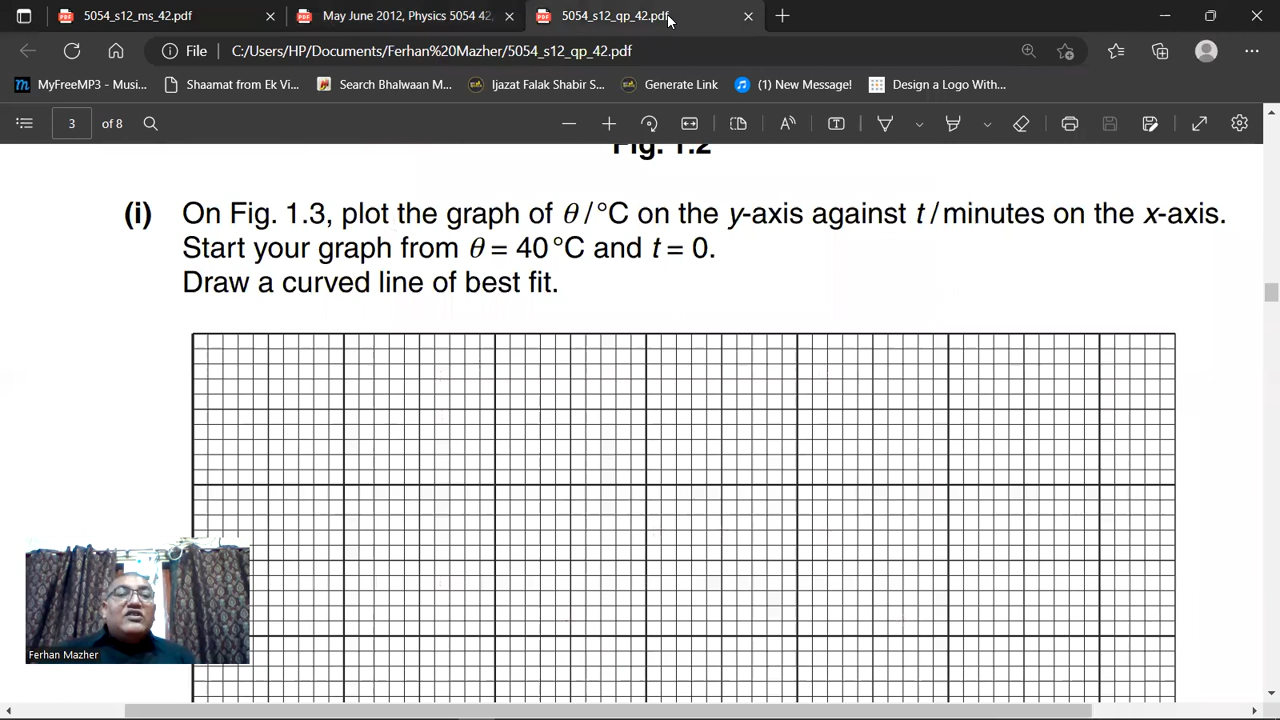 5054_s12_ms_42.pdf
May June 2012, Physics 5054 42,
5054_s12_qp_42.pdf
File
C:/Users/HP/Documents/Ferhan%20Mazher/5054_s12_qp_42.pdf
MyFreeMP3 - Musi...
Shaamat from Ek Vi...
Search Bhalwaan M...
Ijazat Falak Shabir S...
Generate Link
(1) New Message!
Design a Logo With...
3 of 8
Fig. 1.2
(i) On Fig. 1.3, plot the graph of θ/°C on the y-axis against t/minutes on the x-axis.
Start your graph from θ = 40°C and t = 0.
Draw a curved line of best fit.
Ferhan Mazher